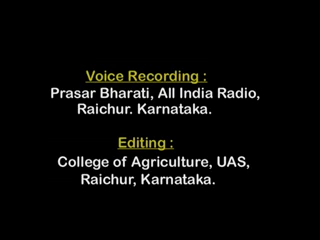 Voice Recording :
Prasar Bharati, All India Radio,
Raichur. Karnataka.
Editing :
College of Agriculture, UAS,
Raichur, Karnataka.